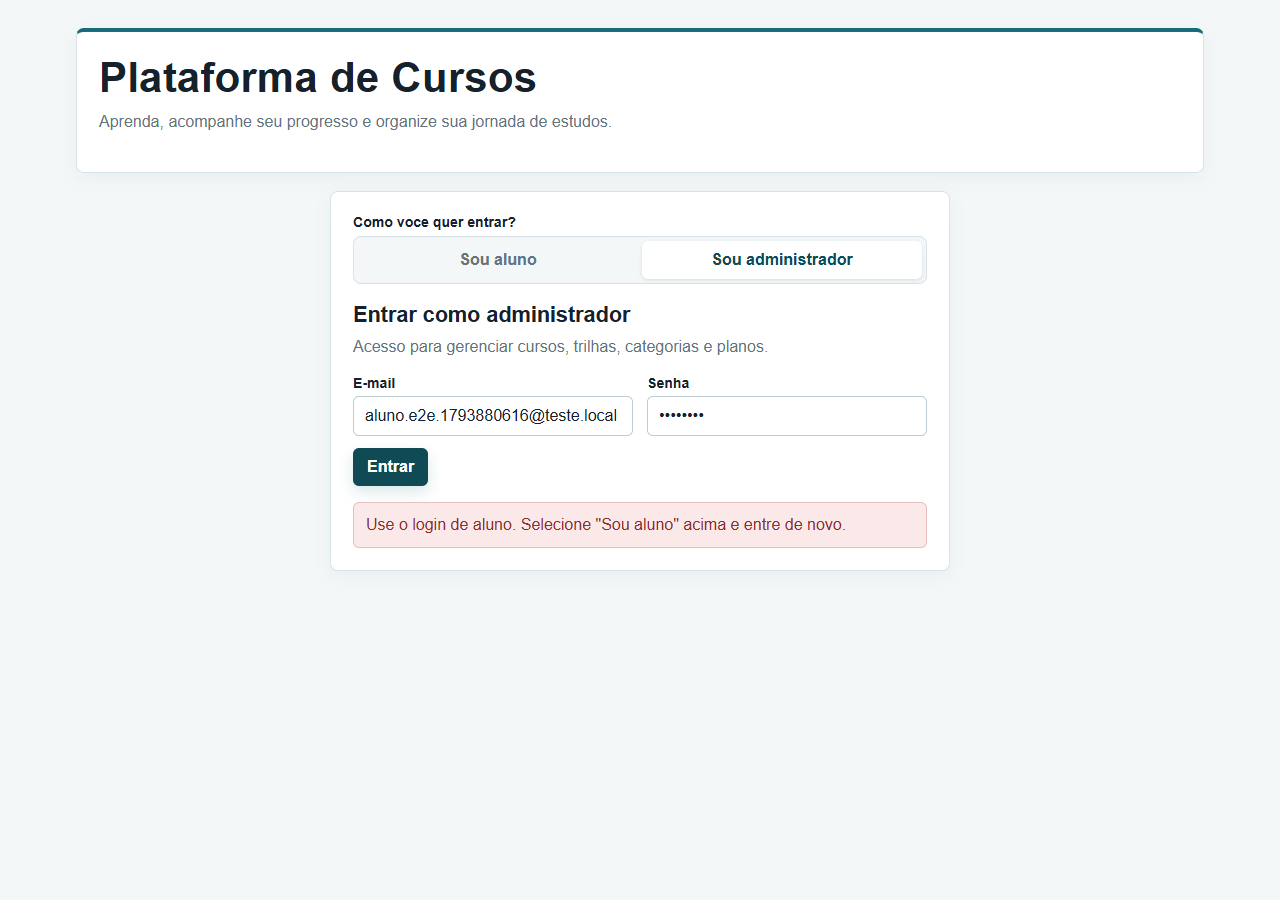 Plataforma de Cursos
Aprenda, acompanhe seu progresso e organize sua jornada de estudos.
Como voce quer entrar?
Sou aluno
Sou administrador
Entrar como administrador
Acesso para gerenciar cursos, trilhas, categorias e planos.
E-mail
Senha
aluno.e2e.1793880616@teste.local
••••••••
Entrar
Use o login de aluno. Selecione "Sou aluno" acima e entre de novo.